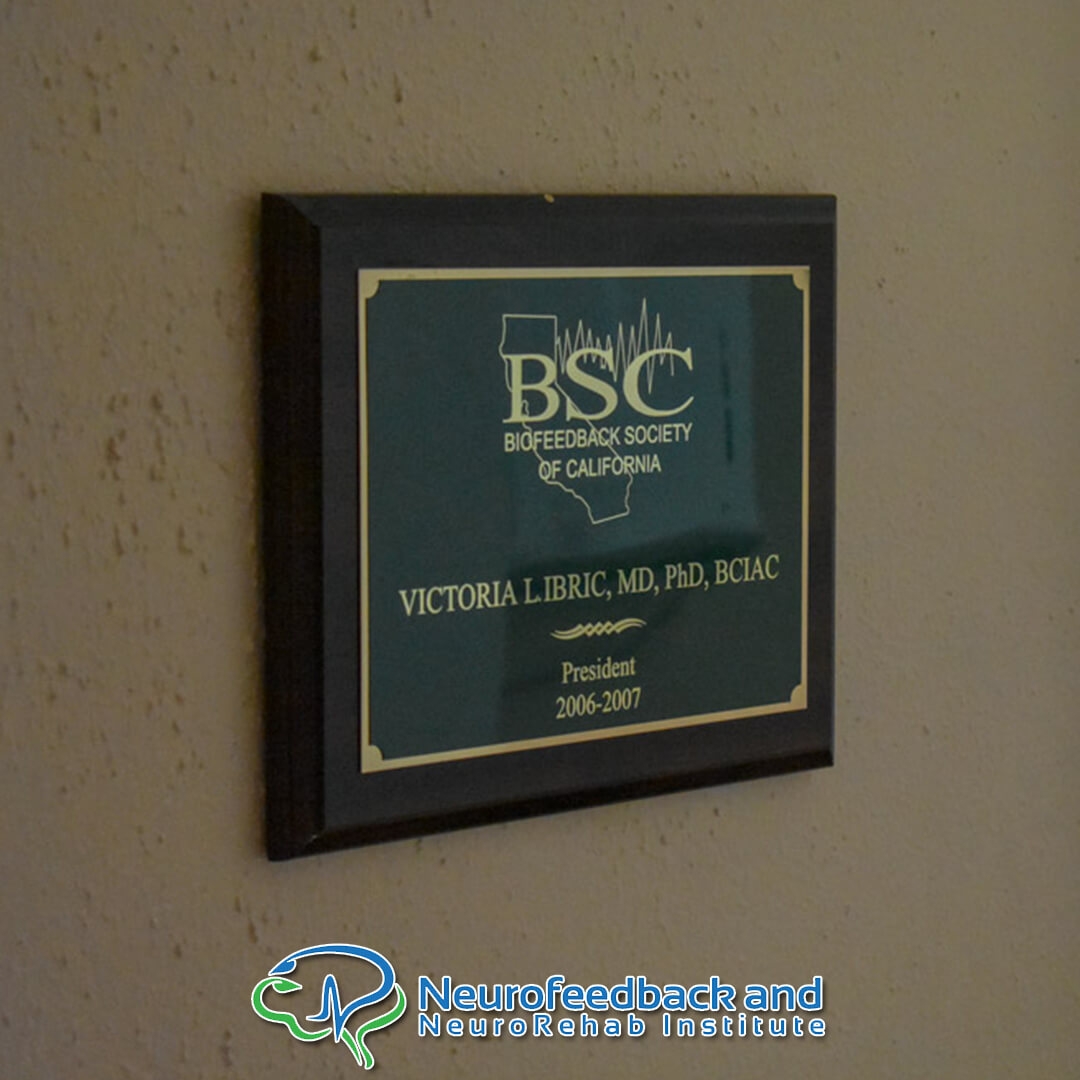 BSC
BIOFEEDBACK SOCIETY
OF CALIFORNIA
VICTORIA L.IBRIC, MD, PhD, BCIAC
President
2006-2007
Neurofeedback and
NeuroRehab Institute